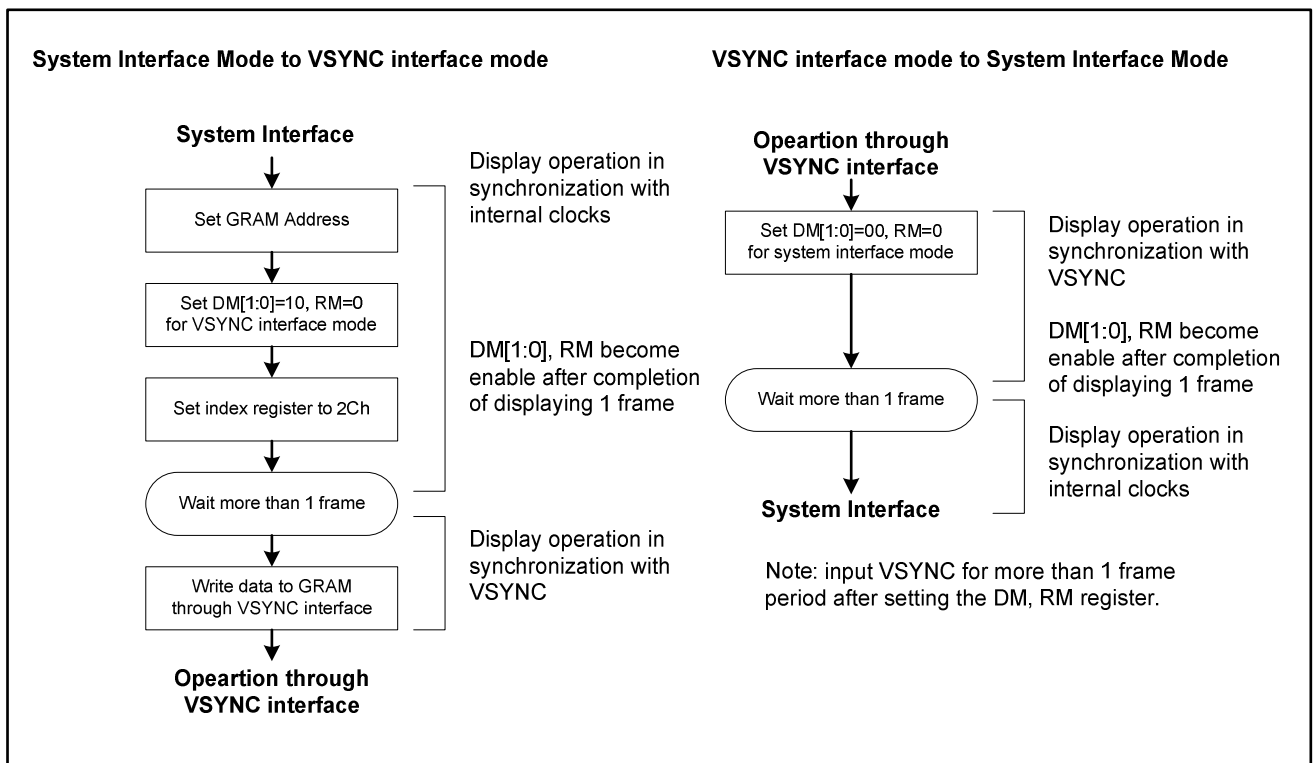 System Interface Mode to VSYNC interface mode
System Interface
Set GRAM Address
Set DM[1:0]=10, RM=0
for VSYNC interface mode
Set index register to 2Ch
Wait more than 1 frame
Write data to GRAM
through VSYNC interface
Opeartion through
VSYNC interface
Display operation in
synchronization with
internal clocks
DM[1:0], RM become
enable after completion
of displaying 1 frame
Display operation in
synchronization with
VSYNC
VSYNC interface mode to System Interface Mode
Opeartion through
VSYNC interface
Set DM[1:0]=00, RM=0
for system interface mode
Wait more than 1 frame
System Interface
Display operation in
synchronization with
VSYNC
DM[1:0], RM become
enable after completion
of displaying 1 frame
Display operation in
synchronization with
internal clocks
Note: input VSYNC for more than 1 frame
period after setting the DM, RM register.